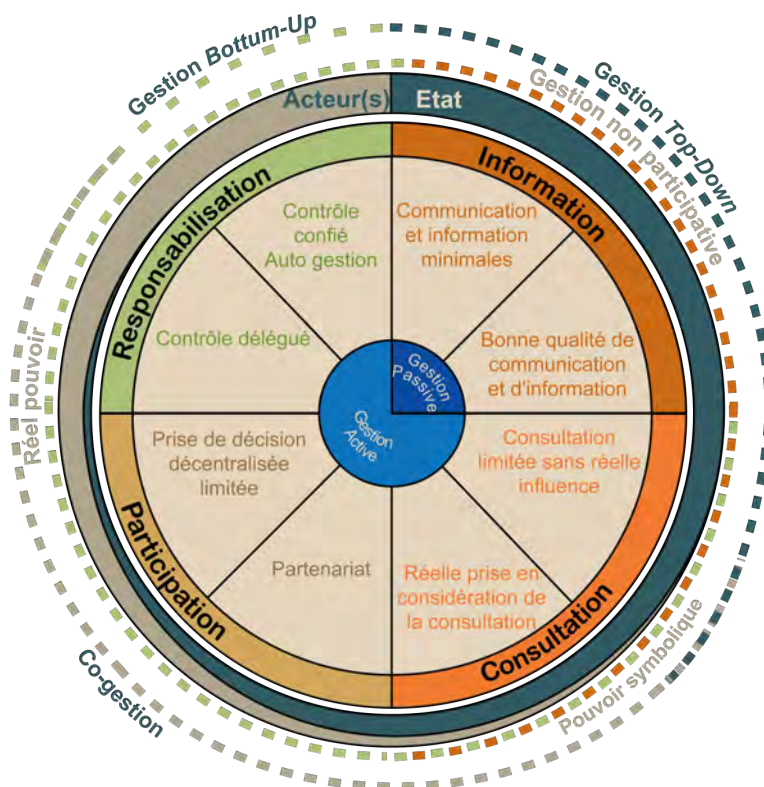 Gestion Bottum-Up
Gestion Top-Down
Gestion non participative
Acteur(s)
Etat
Responsabilisation
Information
Contrôle
confié
Auto gestion
Communication
et information
minimales
Contrôle délégué
Bonne qualité de
communication
et d'information
Gestion
Passive
Gestion
Active
Réel pouvoir
Prise de décision
décentralisée
limitée
Consultation
limitée sans réelle
influence
Partenariat
Réelle prise en
considération de
la consultation
Participation
Consultation
Co-gestion
Pouvoir symbolique